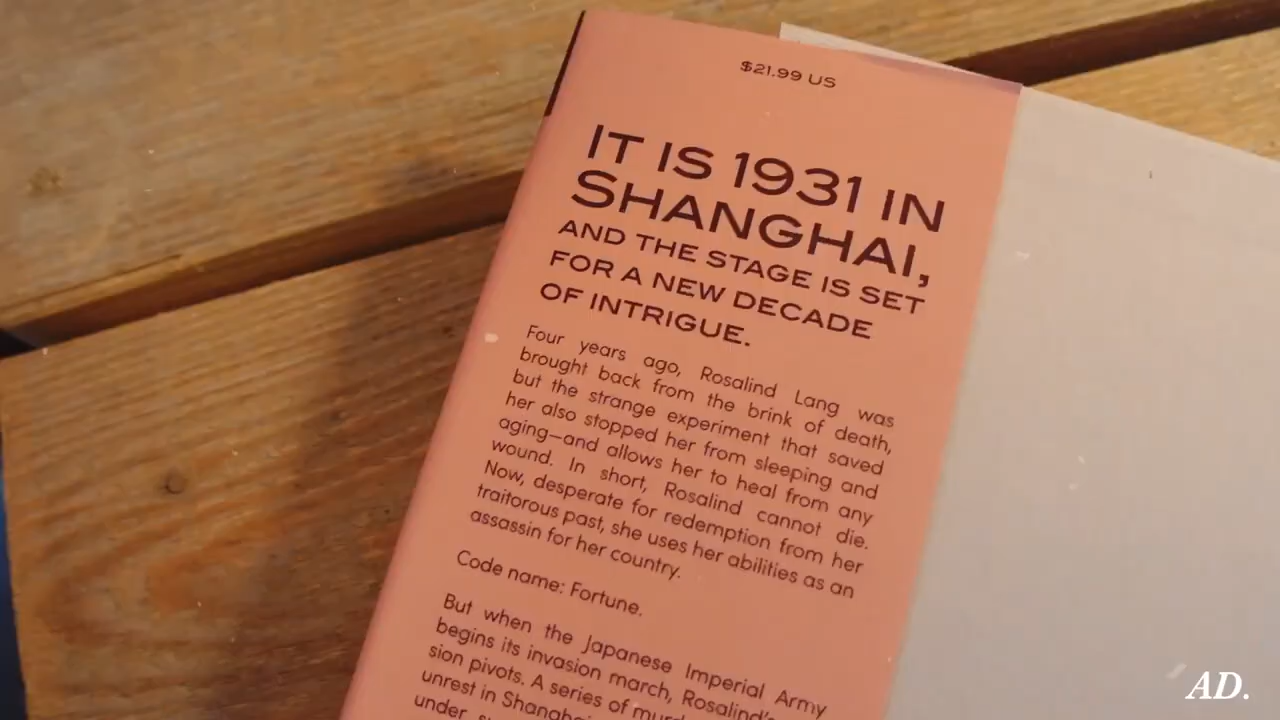 $21.99 US
IT IS 1931 IN
SHANGHAI,
AND THE STAGE IS SET
FOR A NEW DECADE
OF INTRIGUE.
Four years ago, Rosalind Lang was
brought back from the brink of death,
but the strange experiment that saved
her also stopped her from sleeping and
aging—and allows her to heal from any
wound. In short, Rosalind cannot die.
Now, desperate for redemption from her
traitorous past, she uses her abilities as an
assassin for her country.
Code name: Fortune.
But when the Japanese Imperial Army
begins its invasion march, Rosalind's
sion pivots. A series of
unrest in
under
AD.